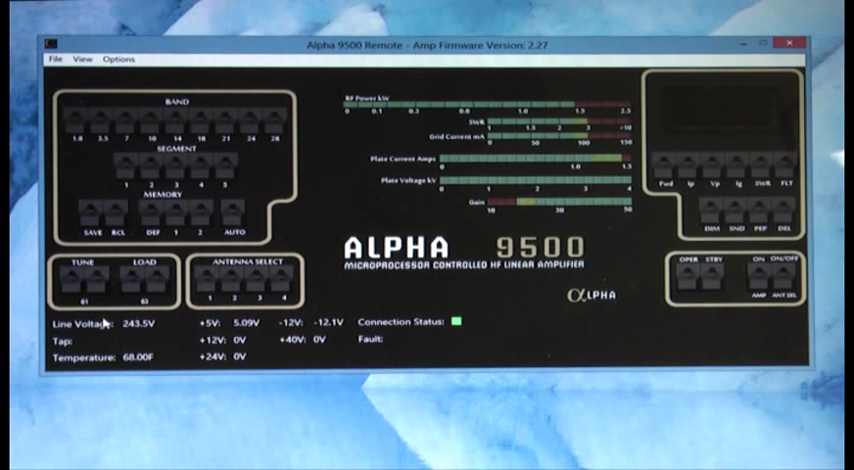 Alpha 9500 Remote - Amp Firmware Version: 2.27
File View Options
BAND
1.8 3.5 7 10 14 18 21 24 28
SEGMENT
1 2 3 4 5
MEMORY
SAVE RCL DEF 1 2 AUTO
TUNE LOAD
61 63
ANTENNA SELECT
1 2 3 4
RF Power kW
0 0.1 0.3 0.6 1.0 1.5 2.5
SWR
1 1.5 2 3 >10
Grid Current mA
0 50 100 150
Plate Current Amps
0 1.0 1.5
Plate Voltage kV
0 1 2 3 4
Gain
10 30 50
ALPHA 9500
MICROPROCESSOR CONTROLLED HF LINEAR AMPLIFIER
αLPHA
Fwd Ip Vp Ig SWR FLT
DIM SND PEP DEL
OPER STBY ON ON/OFF
AMP ANT SEL
Line Voltage: 243.5V +5V: 5.09V -12V: -12.1V Connection Status:
Tap: +12V: 0V +40V: 0V Fault:
Temperature: 68.00F +24V: 0V